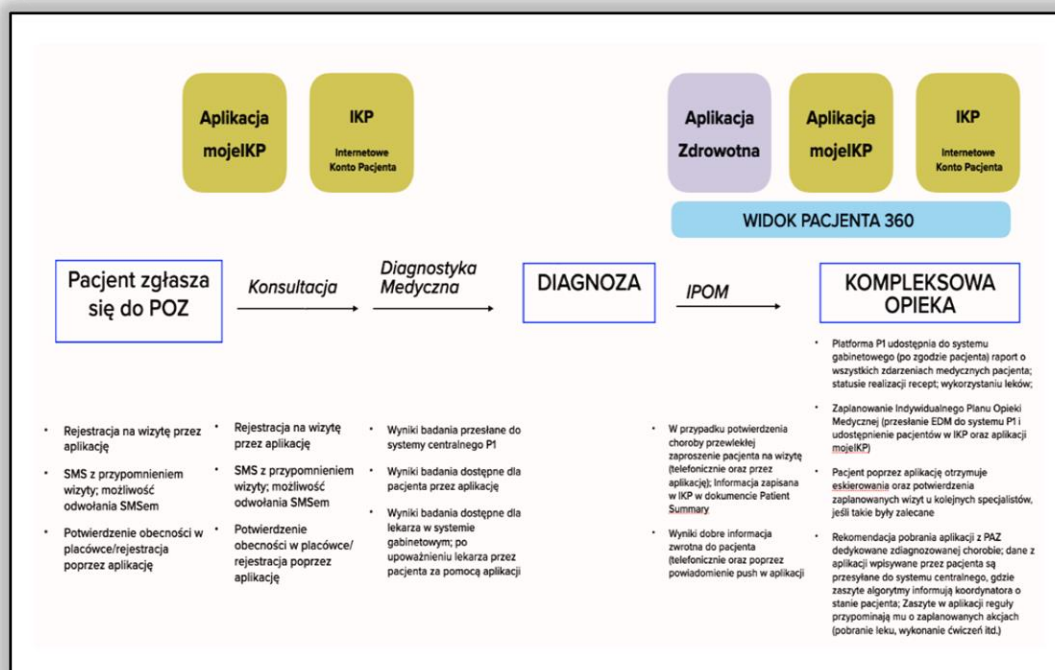 Aplikacja
mojeIKP
IKP
Internetowe
Konto Pacjenta
Aplikacja
Zdrowotna
Aplikacja
mojeIKP
IKP
Internetowe
Konto Pacjenta
WIDOK PACJENTA 360
Pacjent zgłasza
się do POZ
Konsultacja
Diagnostyka
Medyczna
DIAGNOZA
IPOM
KOMPLEKSOWA
OPIEKA
• Rejestracja na wizytę przez
aplikację
• SMS z przypomnieniem
wizyty; możliwość
odwołania SMSem
• Potwierdzenie obecności w
placówce/rejestracja
poprzez aplikację
• Rejestracja na wizytę
przez aplikację
• SMS z przypomnieniem
wizyty; możliwość
odwołania SMSem
• Potwierdzenie
obecności w placówce/
rejestracja poprzez
aplikację
• Wyniki badania przesłane do
systemy centralnego P1
• Wyniki badania dostępne dla
pacjenta przez aplikację
• Wyniki badania dostępne dla
lekarza w systemie
gabinetowym; po
upoważnieniu lekarza przez
pacjenta za pomocą aplikacji
• W przypadku potwierdzenia
choroby przewlekłej
zaproszenie pacjenta na wizytę
(telefonicznie oraz przez
aplikację); Informacja zapisana
w IKP w dokumencie Patient
Summary
• Wyniki dobre informacja
zwrotna do pacjenta
(telefonicznie oraz poprzez
powiadomienie push w aplikacji
• Platforma P1 udostępnia do systemu
gabinetowego (po zgodzie pacjenta) raport o
wszystkich zdarzeniach medycznych pacjenta;
statusie realizacji recept; wykorzystaniu leków;
• Zaplanowanie Indywidualnego Planu Opieki
Medycznej (przesłanie EDM do systemu P1 i
udostępnienie pacjentów w IKP oraz aplikacji
mojeIKP)
• Pacjent poprzez aplikację otrzymuje
eskierowania oraz potwierdzenia
zaplanowanych wizyt u kolejnych specjalistów,
jeśli takie były zalecane
• Rekomendacja pobrania aplikacji z PAZ
dedykowane zdiagnozowanej chorobie; dane z
aplikacji wpisywane przez pacjenta są
przesyłane do systemu centralnego, gdzie
zaszyte algorytmy informują koordynatora o
stanie pacjenta; Zaszyte w aplikacji reguły
przypominają mu o zaplanowanych akcjach
(pobranie leku, wykonanie ćwiczeń itd.)